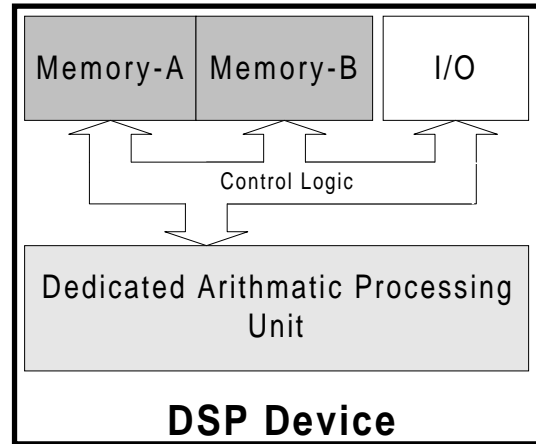 Memory-A Memory-B I/O
Control Logic
Dedicated Arithmatic Processing
Unit
DSP Device